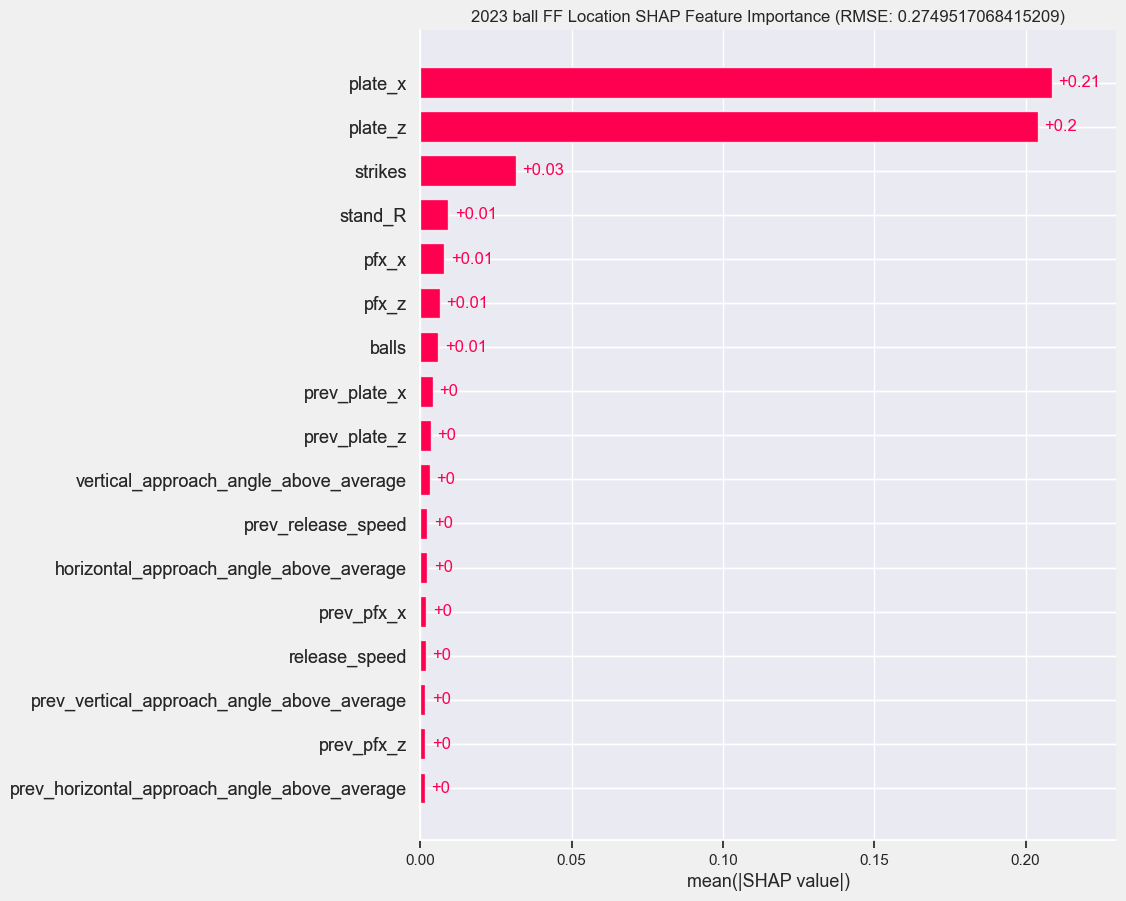 2023 ball FF Location SHAP Feature Importance (RMSE: 0.2749517068415209)
plate_x +0.21
plate_z +0.2
strikes +0.03
stand_R +0.01
pfx_x +0.01
pfx_z +0.01
balls +0.01
prev_plate_x +0
prev_plate_z +0
vertical_approach_angle_above_average +0
prev_release_speed +0
horizontal_approach_angle_above_average +0
prev_pfx_x +0
release_speed +0
prev_vertical_approach_angle_above_average +0
prev_pfx_z +0
prev_horizontal_approach_angle_above_average +0
0.00 0.05 0.10 0.15 0.20
mean(|SHAP value|)